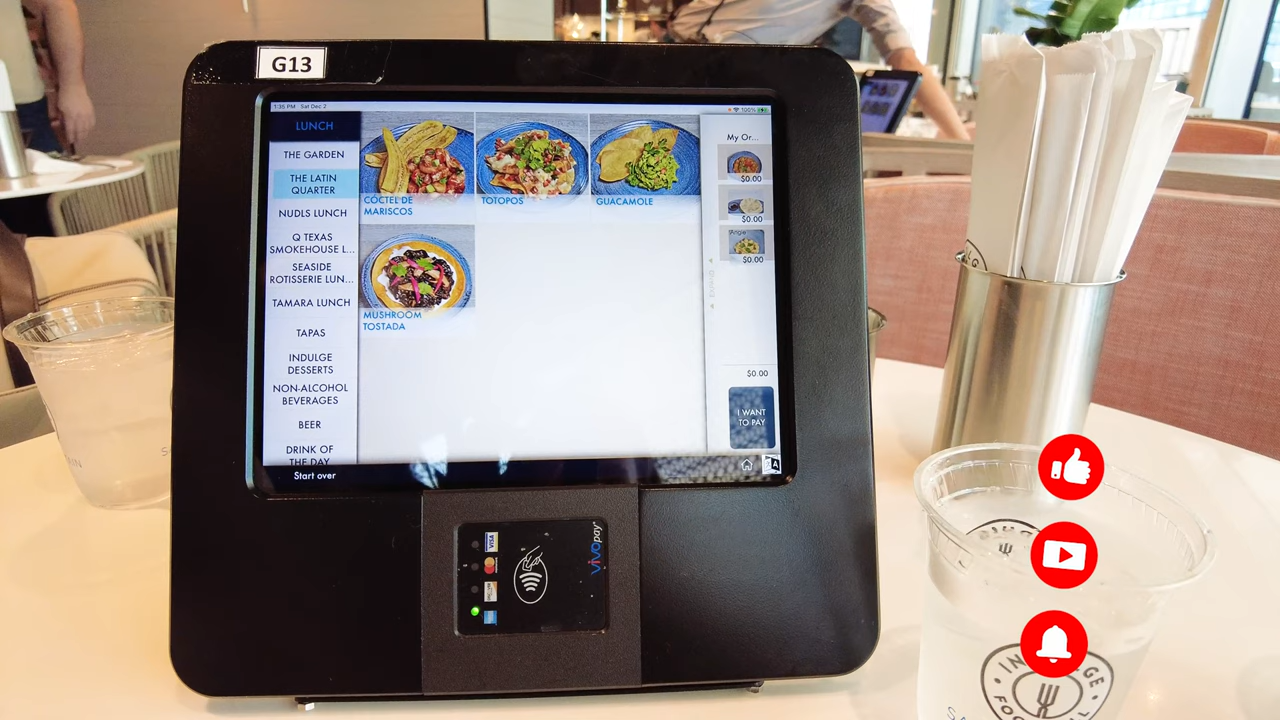 G13
1:35 PM Sat Dec 2
100%
LUNCH
THE GARDEN
THE LATIN
QUARTER
NUDLS LUNCH
Q TEXAS
SMOKEHOUSE L...
SEASIDE
ROTISSERIE LUN...
TAMARA LUNCH
TAPAS
INDULGE
DESSERTS
NON-ALCOHOL
BEVERAGES
BEER
DRINK OF
THE DAY
Start over
CÓCTEL DE
MARISCOS
TOTOPOS
GUACAMOLE
MUSHROOM
TOSTADA
My Or...
$0.00
$0.00
$0.00
EXPAND
$0.00
I WANT
TO PAY
VISA
vivopay